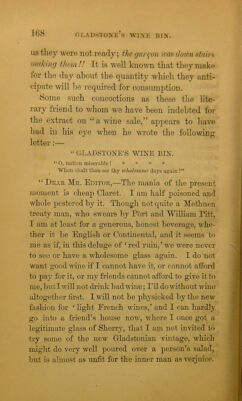 168 GLADSTONE'S WINE BIN.
as they were not ready; the garçon was down stairs
making them!! It is well known that they make
for the day about the quantity which they anti-
cipate will be required for consumption.
Some such concoctions as these the lite-
rary friend to whom we have been indebted for
the extract on "a wine sale," appears to have
had in his eye when he wrote the following
letter:—
"GLADSTONE'S WINE BIN.
"O, nation miserable! * * * *
When shalt thou see thy wholesome days again?"
"DEAR MR. EDITOR,—The mania of the present
moment is cheap Claret. I am half poisoned and
whole pestered by it. Though not quite a Methuen
treaty man, who swears by Port and William Pitt,
I am at least for a generous, honest beverage, whe-
ther it be English or Continental, and it seems to
me as if, in this deluge of 'red ruin,' we were never
to see or have a wholesome glass again. I do not
want good wine if I cannot have it, or cannot afford
to pay for it, or my friends cannot afford to give it to
me, but I will not drink bad wine; I'll do without wine
altogether first. I will not be physicked by the new
fashion for 'light French wines,' and I can hardly
go into a friend's house now, where I once got a
legitimate glass of Sherry, that I am not invited to
try some of the new Gladstonian vintage, which
might do very well poured over a person's salad,
but is almost as unfit for the inner man as verjuice.